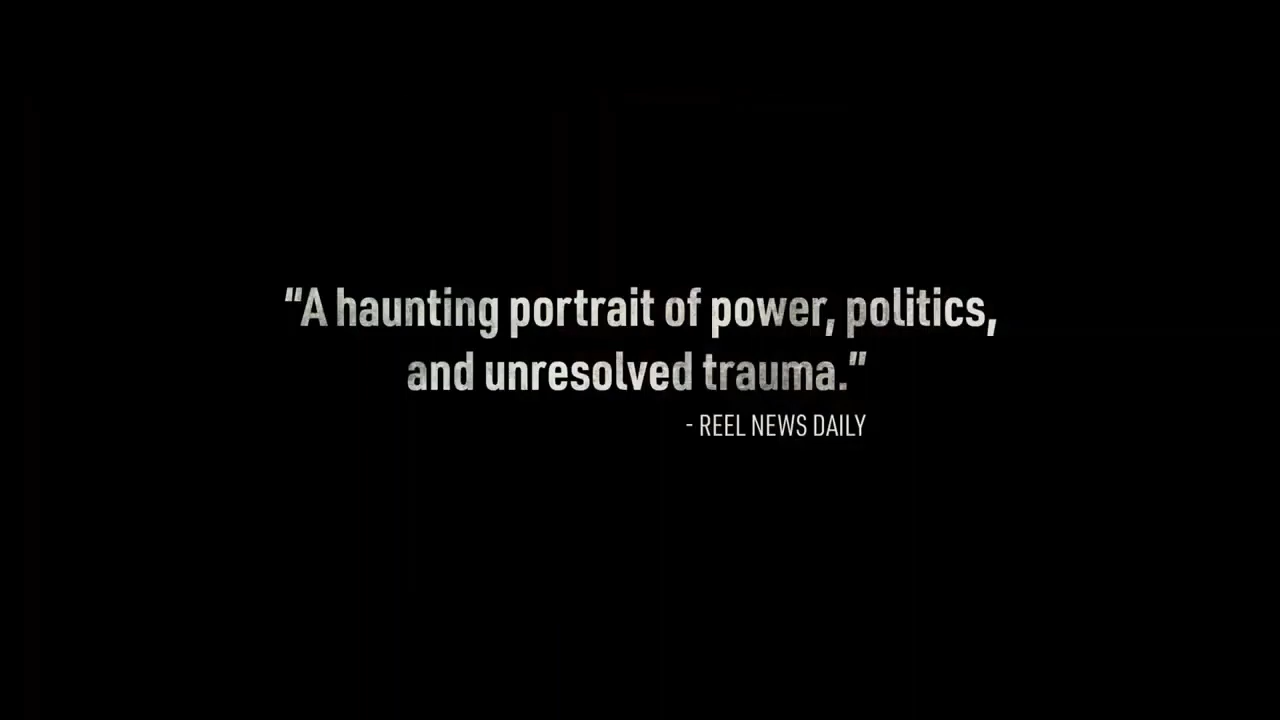 “A haunting portrait of power, politics,
and unresolved trauma.”
- REEL NEWS DAILY